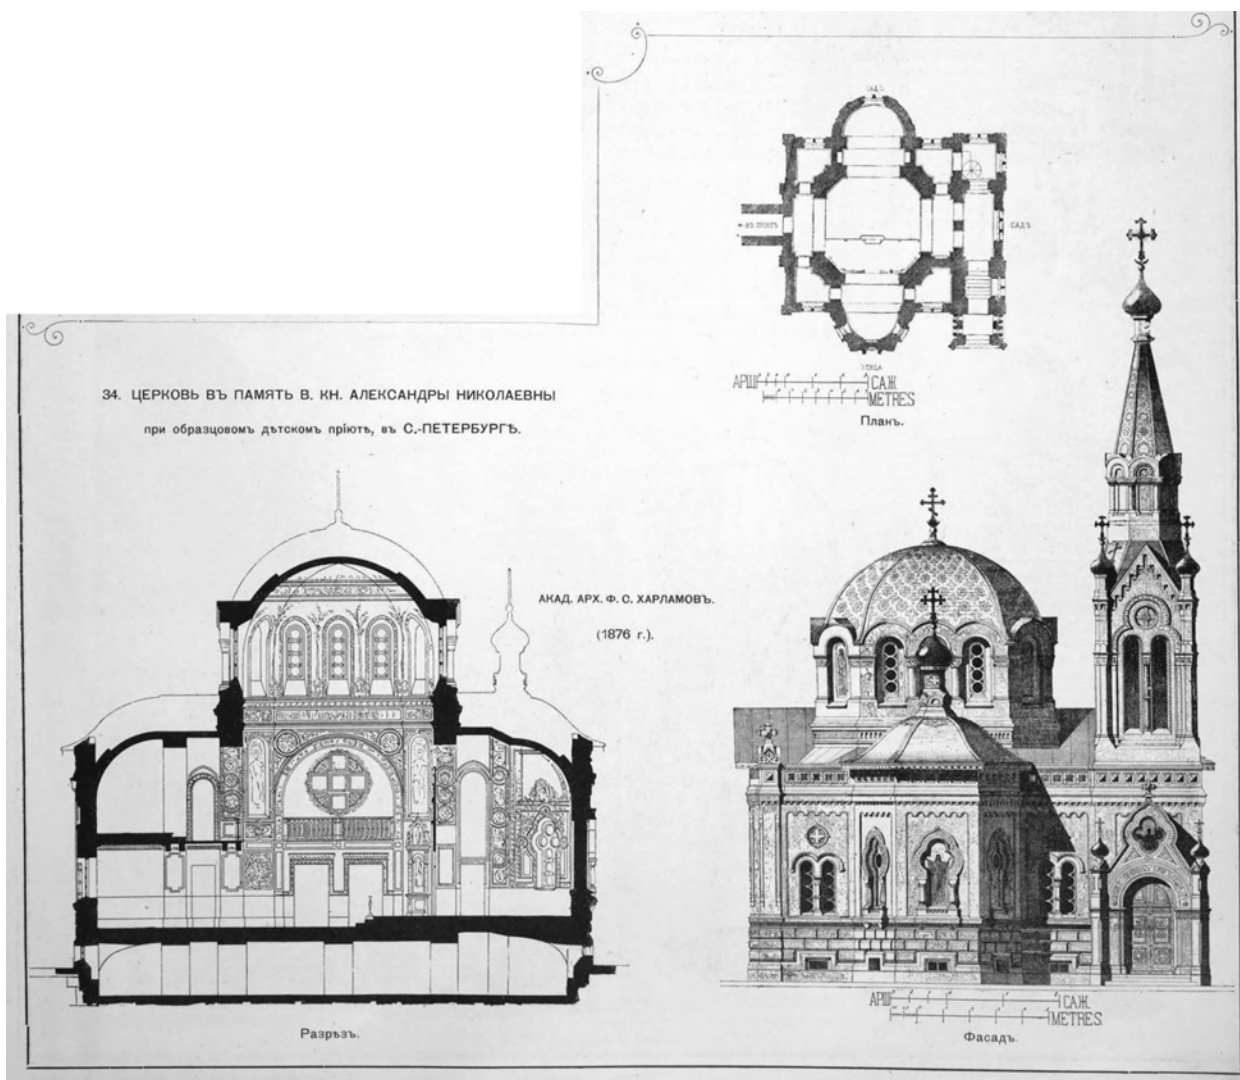 САДЪ
САДЪ
УЛИЦА
АРШ САЖ.
METRES
Планъ.
34. ЦЕРКОВЬ ВЪ ПАМЯТЬ В. КН. АЛЕКСАНДРЫ НИКОЛАЕВНЫ
при образцовомъ дѣтскомъ прiютѣ, въ С.-ПЕТЕРБУРГѢ.
АКАД. АРХ. Ф. С. ХАРЛАМОВЪ.
(1876 г.).
Разрѣзъ.
АРШ САЖ.
METRES.
Фасадъ.